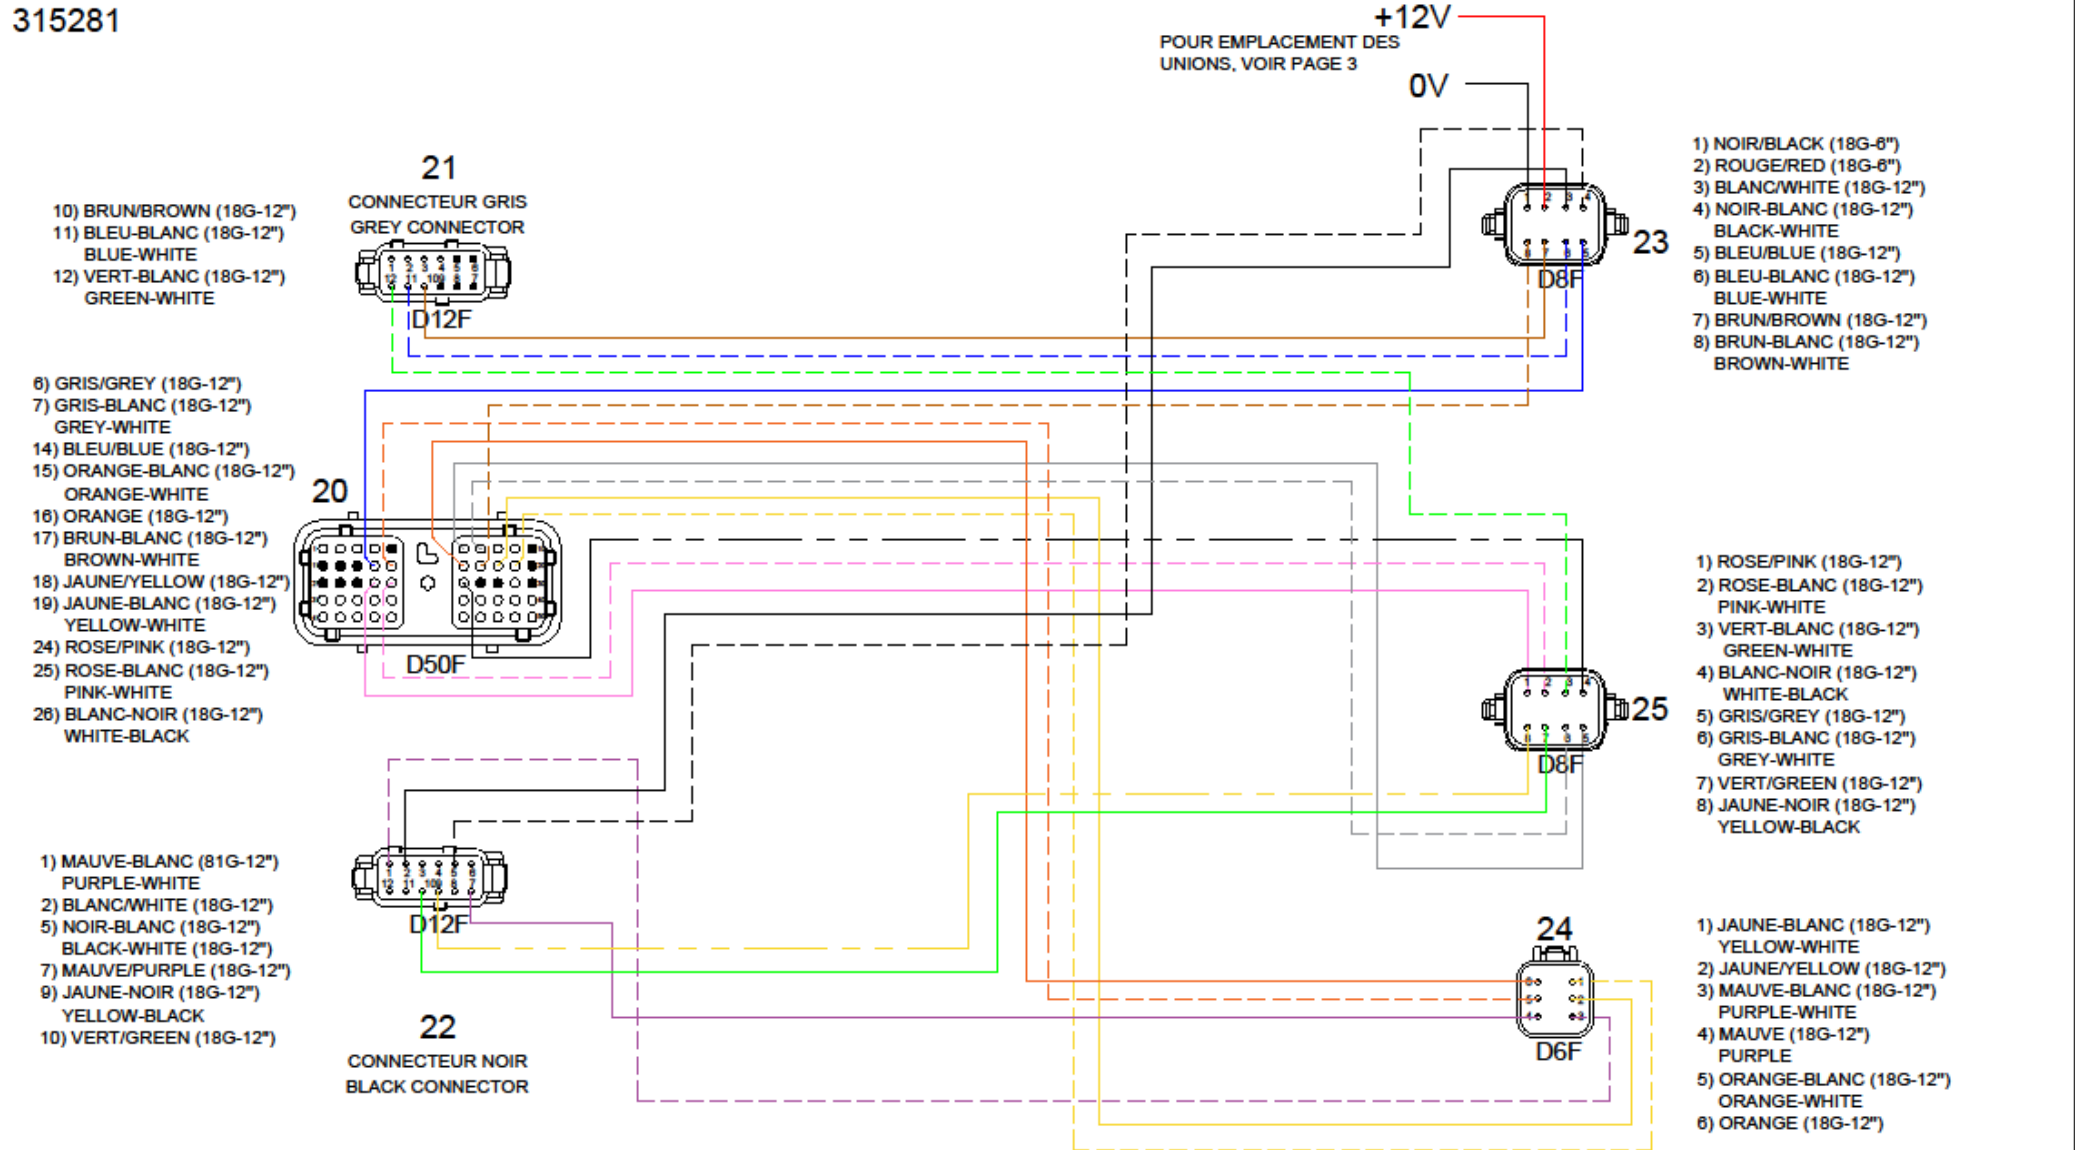 315281
+12V
POUR EMPLACEMENT DES
UNIONS, VOIR PAGE 3
0V
21
CONNECTEUR GRIS
GREY CONNECTOR
D12F
10) BRUN/BROWN (18G-12")
11) BLEU-BLANC (18G-12")
BLUE-WHITE
12) VERT-BLANC (18G-12")
GREEN-WHITE
23
D8F
1) NOIR/BLACK (18G-6")
2) ROUGE/RED (18G-6")
3) BLANC/WHITE (18G-12")
4) NOIR-BLANC (18G-12")
BLACK-WHITE
5) BLEU/BLUE (18G-12")
6) BLEU-BLANC (18G-12")
BLUE-WHITE
7) BRUN/BROWN (18G-12")
8) BRUN-BLANC (18G-12")
BROWN-WHITE
6) GRIS/GREY (18G-12")
7) GRIS-BLANC (18G-12")
GREY-WHITE
14) BLEU/BLUE (18G-12")
15) ORANGE-BLANC (18G-12")
ORANGE-WHITE
16) ORANGE (18G-12")
17) BRUN-BLANC (18G-12")
BROWN-WHITE
18) JAUNE/YELLOW (18G-12")
19) JAUNE-BLANC (18G-12")
YELLOW-WHITE
24) ROSE/PINK (18G-12")
25) ROSE-BLANC (18G-12")
PINK-WHITE
26) BLANC-NOIR (18G-12")
WHITE-BLACK
20
D50F
25
D8F
1) ROSE/PINK (18G-12")
2) ROSE-BLANC (18G-12")
PINK-WHITE
3) VERT-BLANC (18G-12")
GREEN-WHITE
4) BLANC-NOIR (18G-12")
WHITE-BLACK
5) GRIS/GREY (18G-12")
6) GRIS-BLANC (18G-12")
GREY-WHITE
7) VERT/GREEN (18G-12")
8) JAUNE-NOIR (18G-12")
YELLOW-BLACK
1) MAUVE-BLANC (81G-12")
PURPLE-WHITE
2) BLANC/WHITE (18G-12")
5) NOIR-BLANC (18G-12")
BLACK-WHITE (18G-12")
7) MAUVE/PURPLE (18G-12")
9) JAUNE-NOIR (18G-12")
YELLOW-BLACK
10) VERT/GREEN (18G-12")
D12F
22
CONNECTEUR NOIR
BLACK CONNECTOR
24
D6F
1) JAUNE-BLANC (18G-12")
YELLOW-WHITE
2) JAUNE/YELLOW (18G-12")
3) MAUVE-BLANC (18G-12")
PURPLE-WHITE
4) MAUVE (18G-12")
PURPLE
5) ORANGE-BLANC (18G-12")
ORANGE-WHITE
6) ORANGE (18G-12")